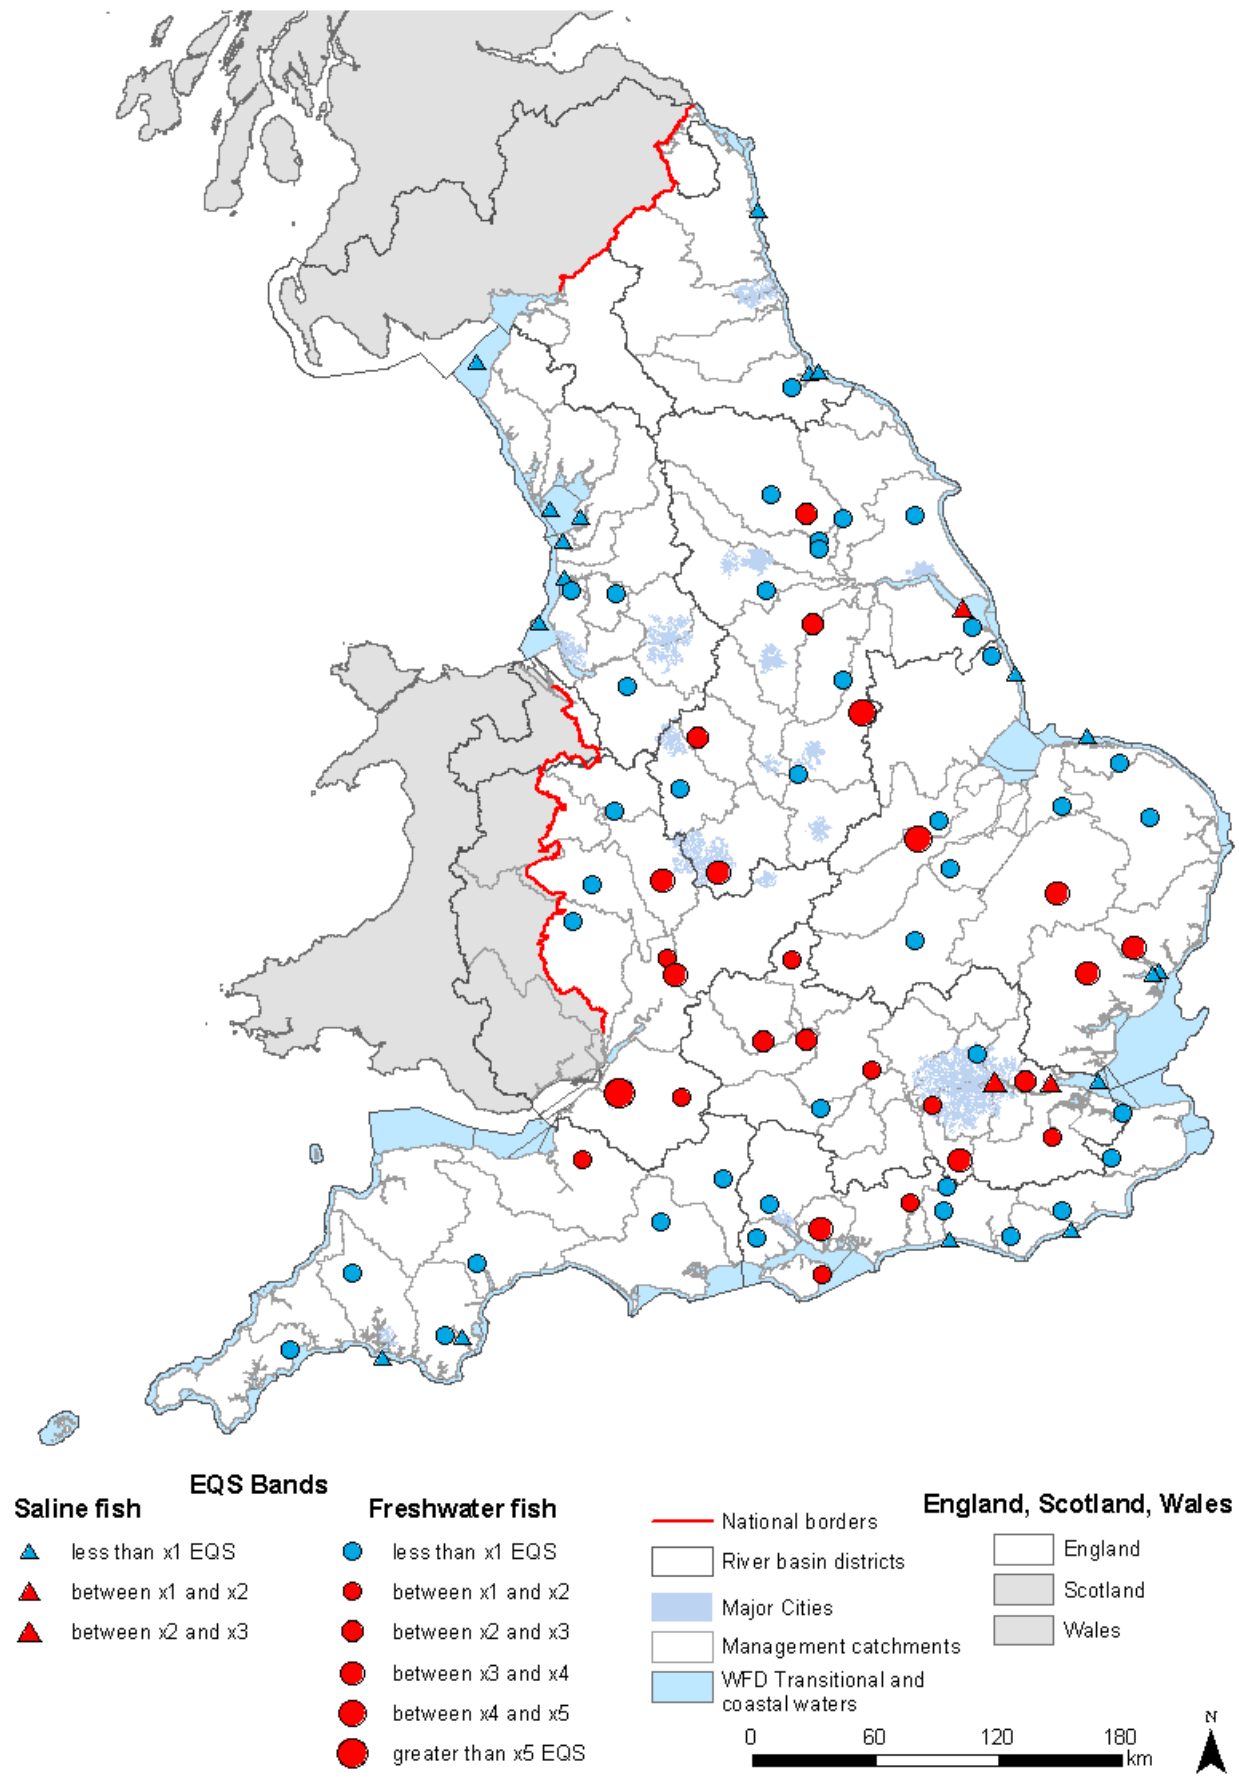 EQS Bands
Saline fish
less than x1 EQS
between x1 and x2
between x2 and x3
Freshwater fish
less than x1 EQS
between x1 and x2
between x2 and x3
between x3 and x4
between x4 and x5
greater than x5 EQS
National borders
River basin districts
Major Cities
Management catchments
WFD Transitional and
coastal waters
England, Scotland, Wales
England
Scotland
Wales
0 60 120 180
km
N